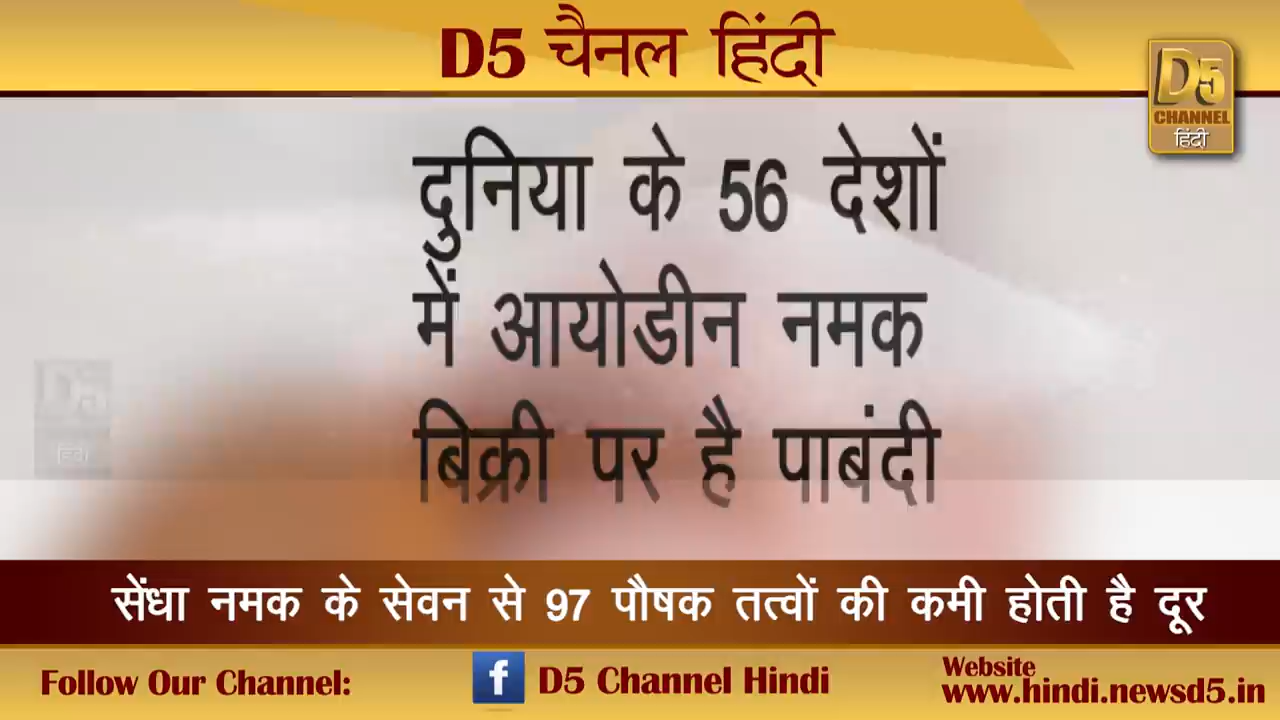 D5 चैनल हिंदी
D5
CHANNEL
हिंदी
दुनिया के 56 देशों
में आयोडीन नमक
बिक्री पर है पाबंदी
D5
हिंदी
सेंधा नमक के सेवन से 97 पौषक तत्वों की कमी होती है दूर
Follow Our Channel:
f D5 Channel Hindi
Website
www.hindi.newsd5.in